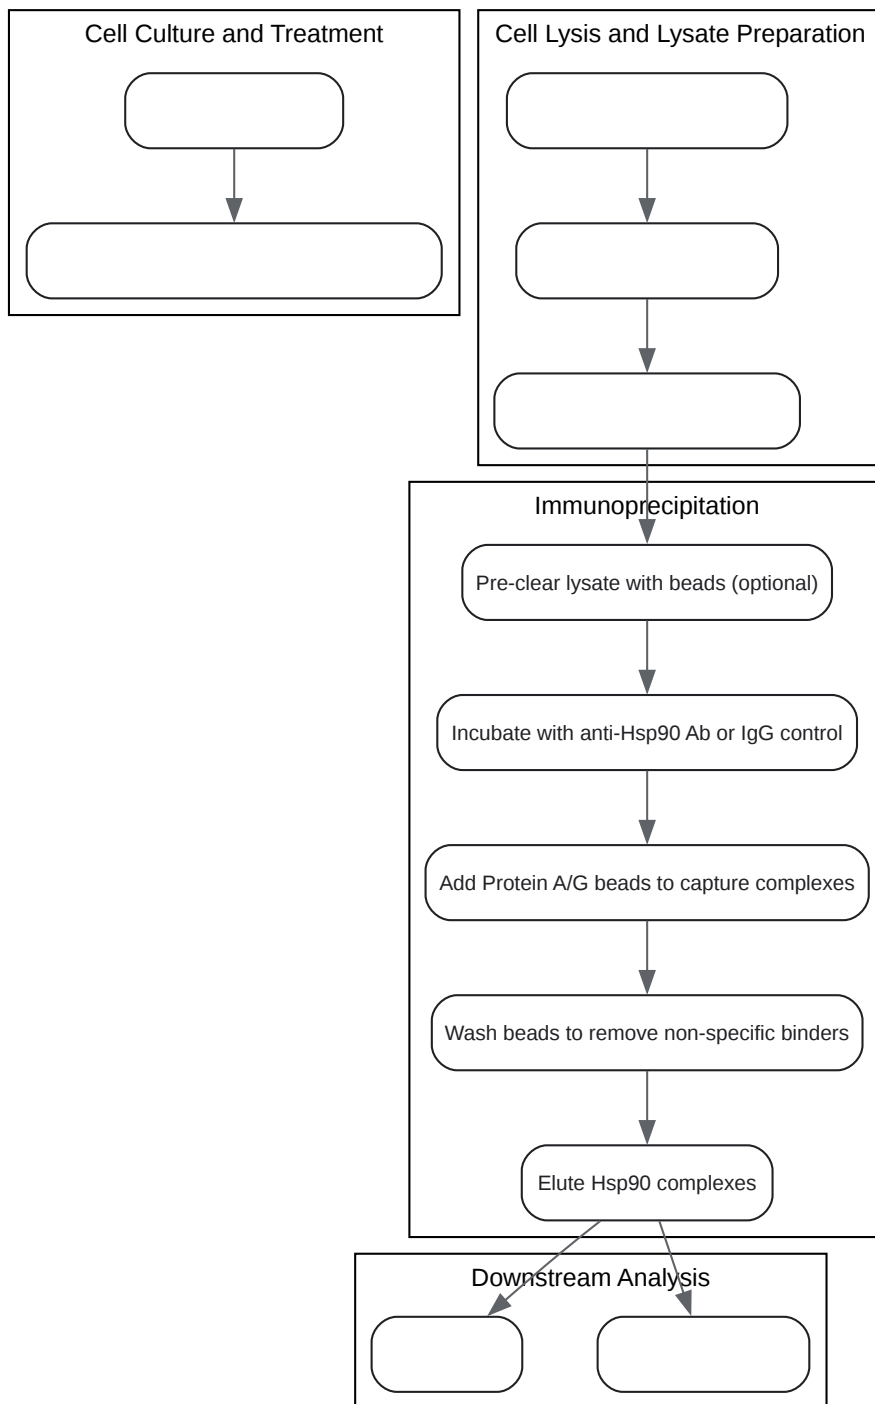 Cell Culture and Treatment
Cell Lysis and Lysate Preparation
Immunoprecipitation
Pre-clear lysate with beads (optional)
Incubate with anti-Hsp90 Ab or IgG control
Add Protein A/G beads to capture complexes
Wash beads to remove non-specific binders
Elute Hsp90 complexes
Downstream Analysis